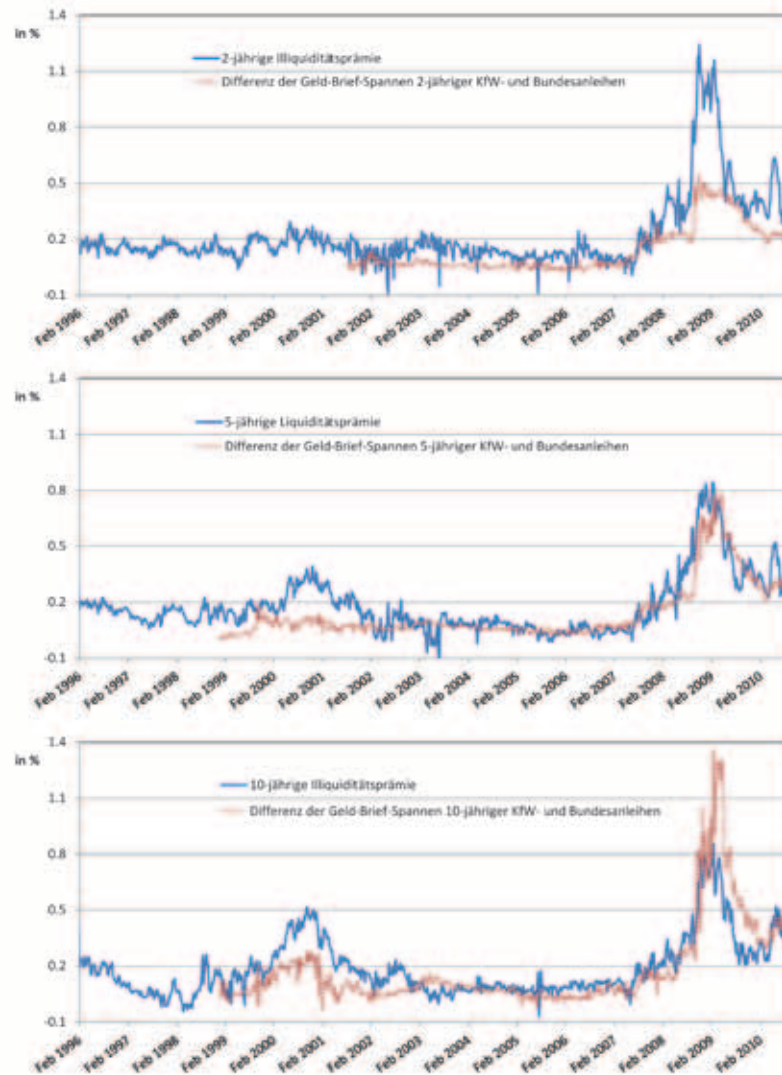 1.4
in %
2-jährige Illiquiditätsprämie
1.1
Differenz der Geld-Brief-Spannen 2-jähriger KfW- und Bundesanleihen
0.8
0.5
0.2
-0.1
Feb 1996 Feb 1997 Feb 1998 Feb 1999 Feb 2000 Feb 2001 Feb 2002 Feb 2003 Feb 2004 Feb 2005 Feb 2006 Feb 2007 Feb 2008 Feb 2009 Feb 2010
1.4
in %
5-jährige Liquiditätsprämie
1.1
Differenz der Geld-Brief-Spannen 5-jähriger KfW- und Bundesanleihen
0.8
0.5
0.2
-0.1
Feb 1996 Feb 1997 Feb 1998 Feb 1999 Feb 2000 Feb 2001 Feb 2002 Feb 2003 Feb 2004 Feb 2005 Feb 2006 Feb 2007 Feb 2008 Feb 2009 Feb 2010
1.4
in %
10-jährige Illiquiditätsprämie
1.1
Differenz der Geld-Brief-Spannen 10-jähriger KfW- und Bundesanleihen
0.8
0.5
0.2
-0.1
Feb 1996 Feb 1997 Feb 1998 Feb 1999 Feb 2000 Feb 2001 Feb 2002 Feb 2003 Feb 2004 Feb 2005 Feb 2006 Feb 2007 Feb 2008 Feb 2009 Feb 2010